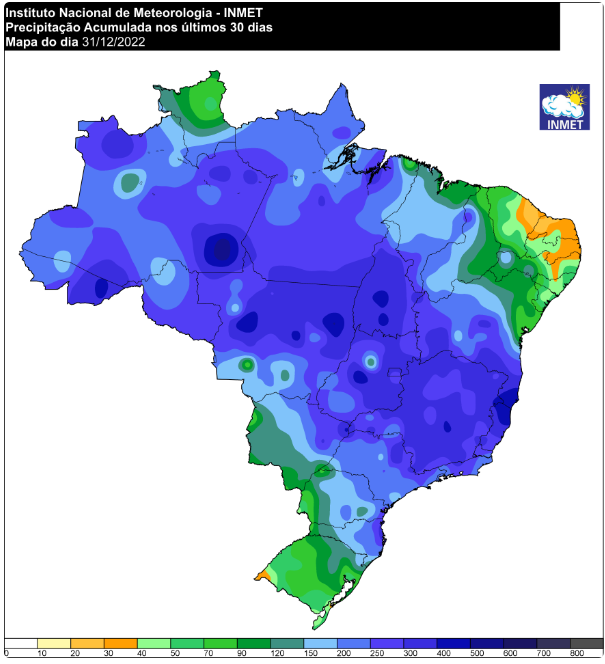 Instituto Nacional de Meteorologia - INMET
Precipitação Acumulada nos últimos 30 dias
Mapa do dia 31/12/2022
INMET
0 10 20 30 40 50 70 90 120 150 200 250 300 400 500 600 700 800